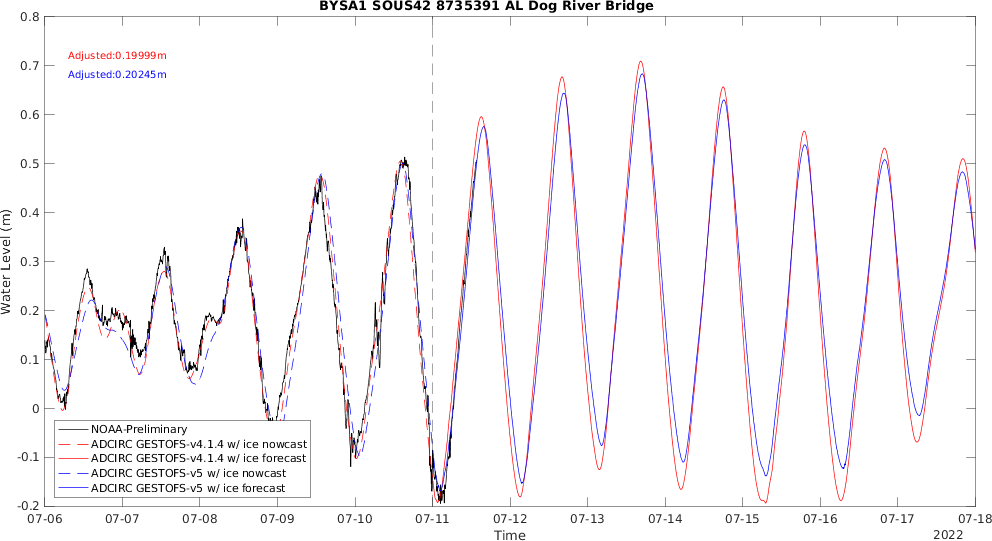 BYSA1 SOUS42 8735391 AL Dog River Bridge
0.8
0.7
0.6
0.5
0.4
0.3
0.2
0.1
0
-0.1
-0.2
Water Level (m)
Adjusted:0.19999m
Adjusted:0.20245m
NOAA-Preliminary
ADCIRC GESTOFS-v4.1.4 w/ ice nowcast
ADCIRC GESTOFS-v4.1.4 w/ ice forecast
ADCIRC GESTOFS-v5 w/ ice nowcast
ADCIRC GESTOFS-v5 w/ ice forecast
07-06 07-07 07-08 07-09 07-10 07-11 07-12 07-13 07-14 07-15 07-16 07-17 07-18
Time
2022